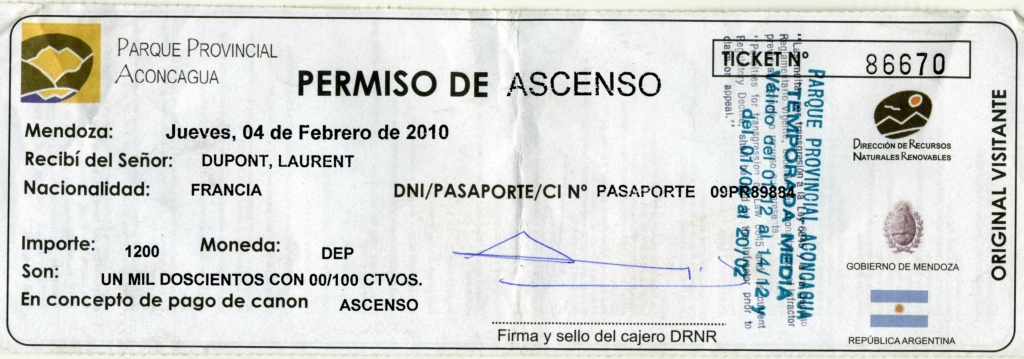 PARQUE PROVINCIAL
ACONCAGUA
PERMISO DE ASCENSO
TICKET Nº 86670
Mendoza: Jueves, 04 de Febrero de 2010
Recibí del Señor: DUPONT, LAURENT
Nacionalidad: FRANCIA
DNI/PASAPORTE/CI Nº PASAPORTE 09PR89884
Importe: 1200 Moneda: DEP
Son: UN MIL DOSCIENTOS CON 00/100 CTVOS.
En concepto de pago de canon ASCENSO
Firma y sello del cajero DRNR
PARQUE PROVINCIAL ACONCAGUA
TEMPORADA MEDIA
Válido del 01/12 a 14/12 y
del 01/02 al 20/02
DIRECCIÓN DE RECURSOS
NATURALES RENOVABLES
GOBIERNO DE MENDOZA
REPÚBLICA ARGENTINA
ORIGINAL VISITANTE